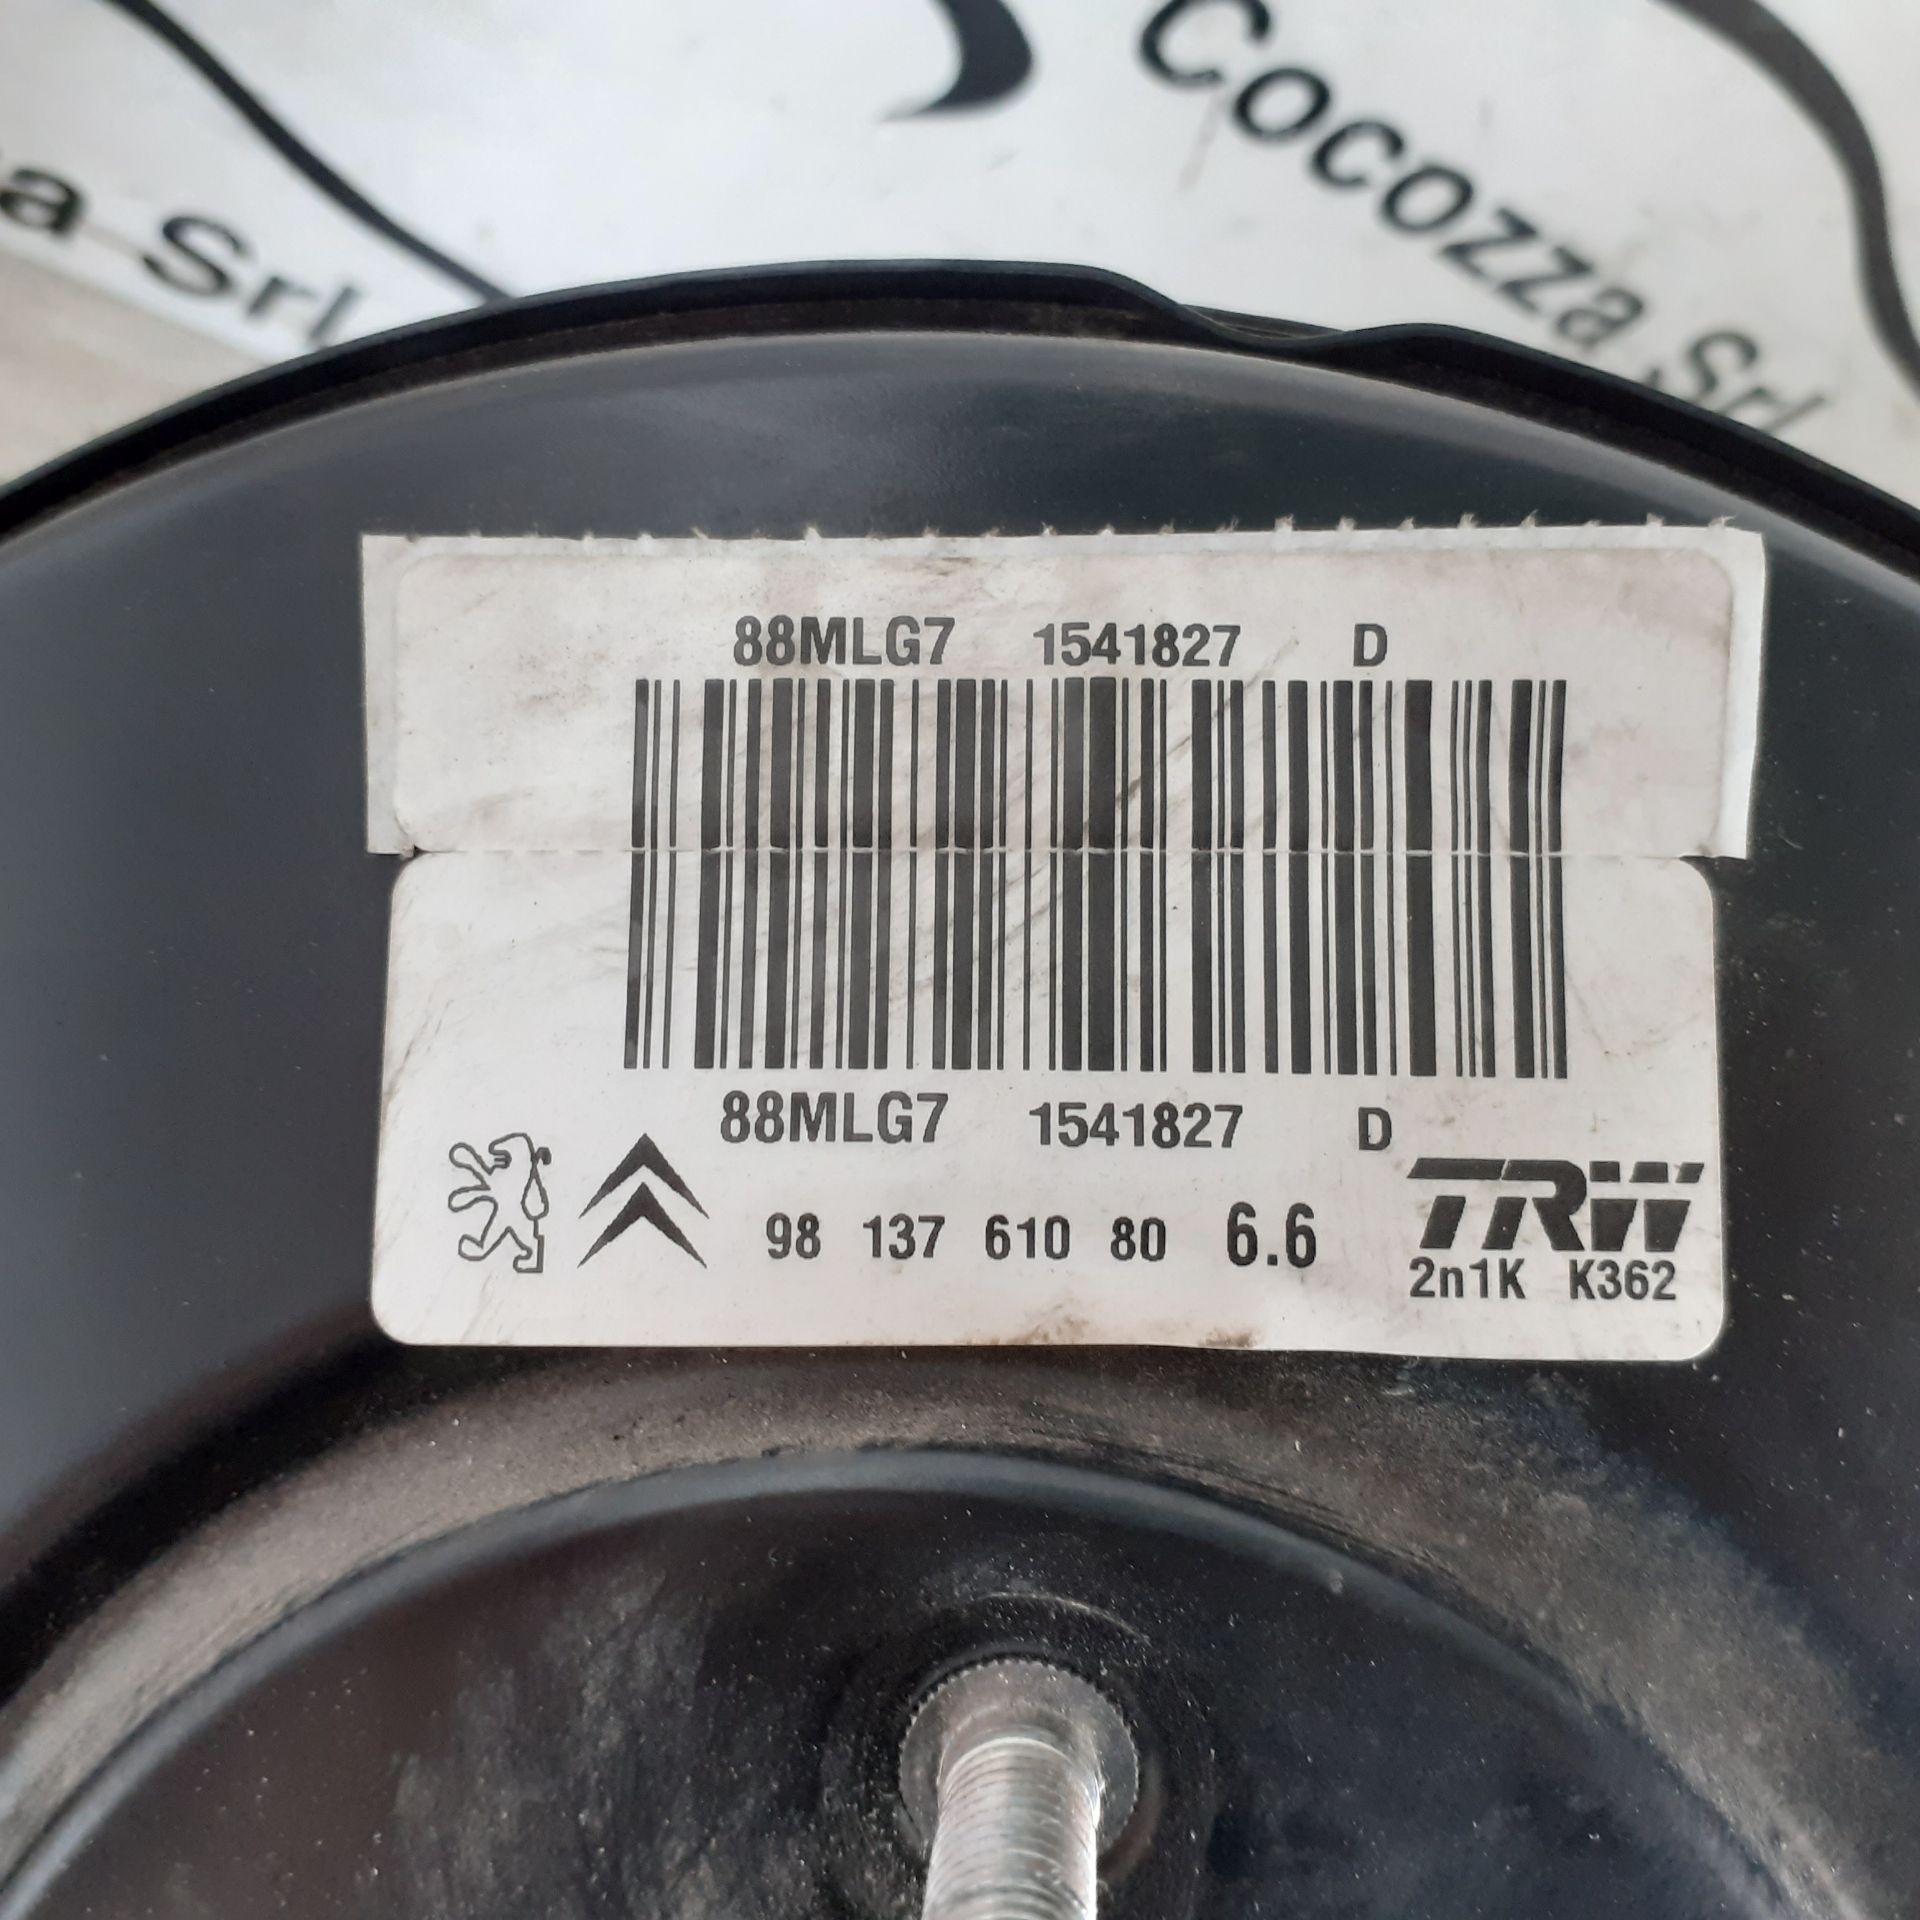 Cocozza Srl
Srl
88MLG7 1541827 D
88MLG7 1541827 D
98 137 610 80 6.6
TRW
2n1K K362